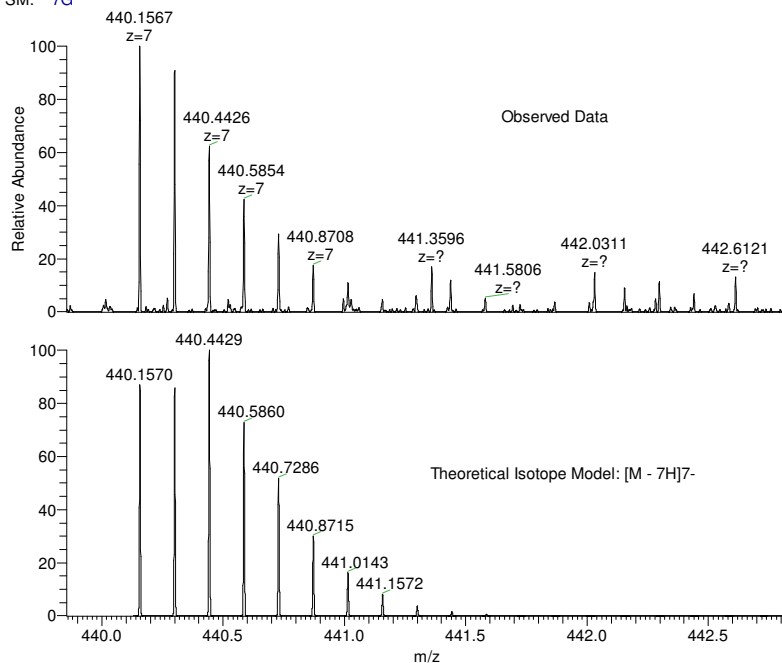 SM: 7G
440.1567
z=7
440.4426
z=7
440.5854
z=7
440.8708
z=7
441.3596
z=?
441.5806
z=?
442.0311
z=?
442.6121
z=?
Observed Data
100
80
60
40
20
0
Relative Abundance
440.1570
440.4429
440.5860
440.7286
440.8715
441.0143
441.1572
Theoretical Isotope Model: [M - 7H]7-
100
80
60
40
20
0
440.0 440.5 441.0 441.5 442.0 442.5
m/z